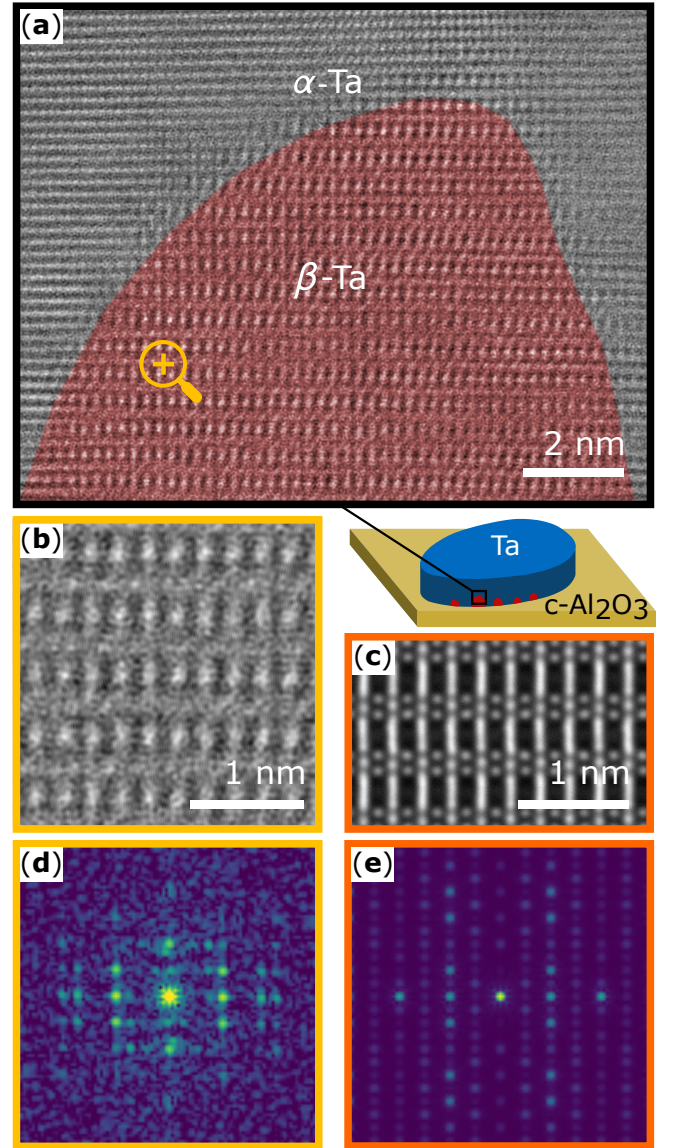 (a)
α-Ta
β-Ta
2 nm
(b)
1 nm
Ta
c-Al2O3
(c)
1 nm
(d)
(e)